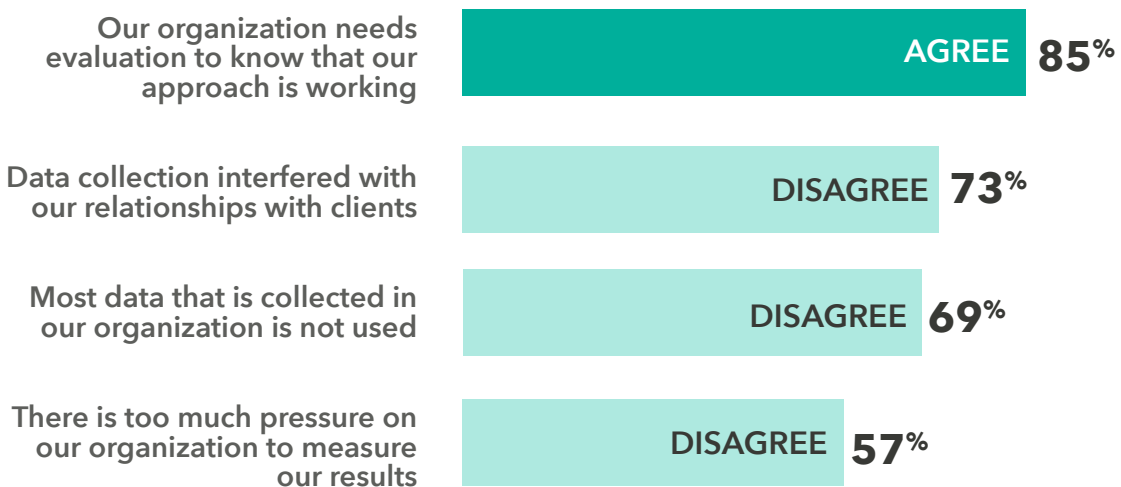 Our organization needs
evaluation to know that our
approach is working
AGREE 85%
Data collection interfered with
our relationships with clients
DISAGREE 73%
Most data that is collected in
our organization is not used
DISAGREE 69%
There is too much pressure on
our organization to measure
our results
DISAGREE 57%